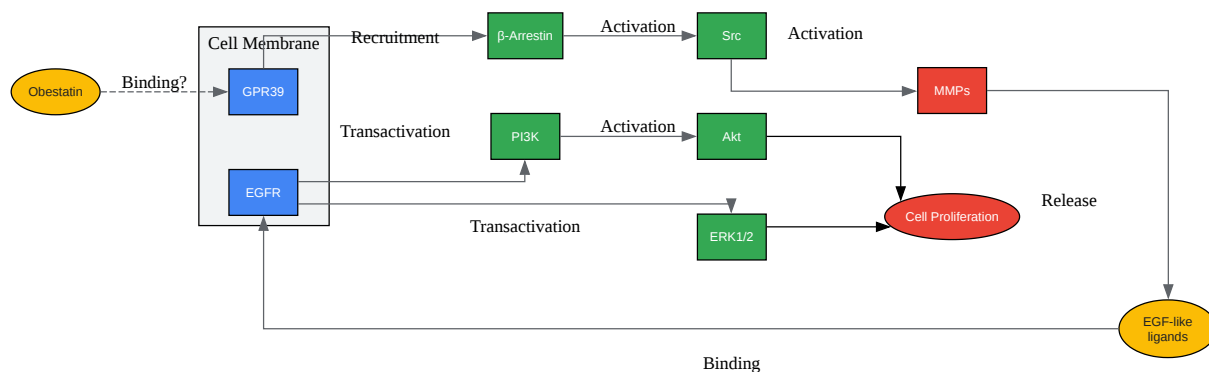 Cell Membrane
Recruitment
β-Arrestin
Activation
Src
Activation
Obestatin
Binding?
GPR39
MMPs
Transactivation
PI3K
Activation
Akt
EGFR
Transactivation
ERK1/2
Cell Proliferation
Release
EGF-like
ligands
Binding